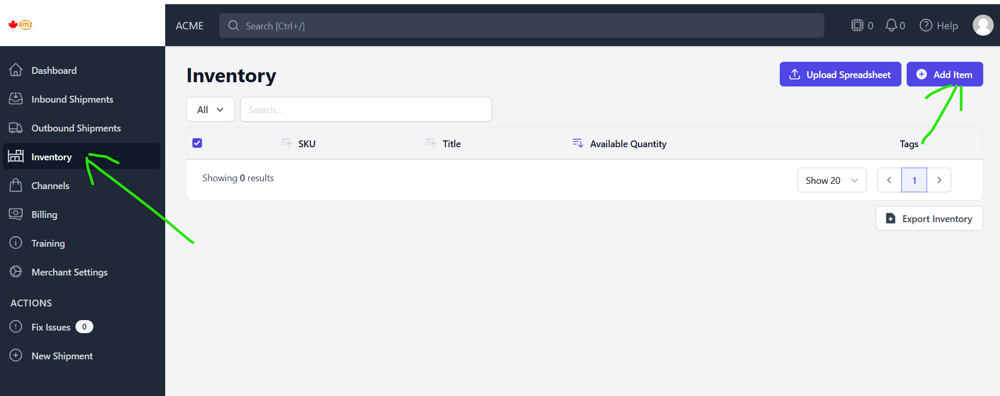 amz
ACME
Search [Ctrl+/]
0
0
Help
Dashboard
Inbound Shipments
Outbound Shipments
Inventory
Channels
Billing
Training
Merchant Settings
ACTIONS
Fix Issues 0
New Shipment
Inventory
Upload Spreadsheet
Add Item
All
Search...
SKU
Title
Available Quantity
Tags
Showing 0 results
Show 20
1
Export Inventory